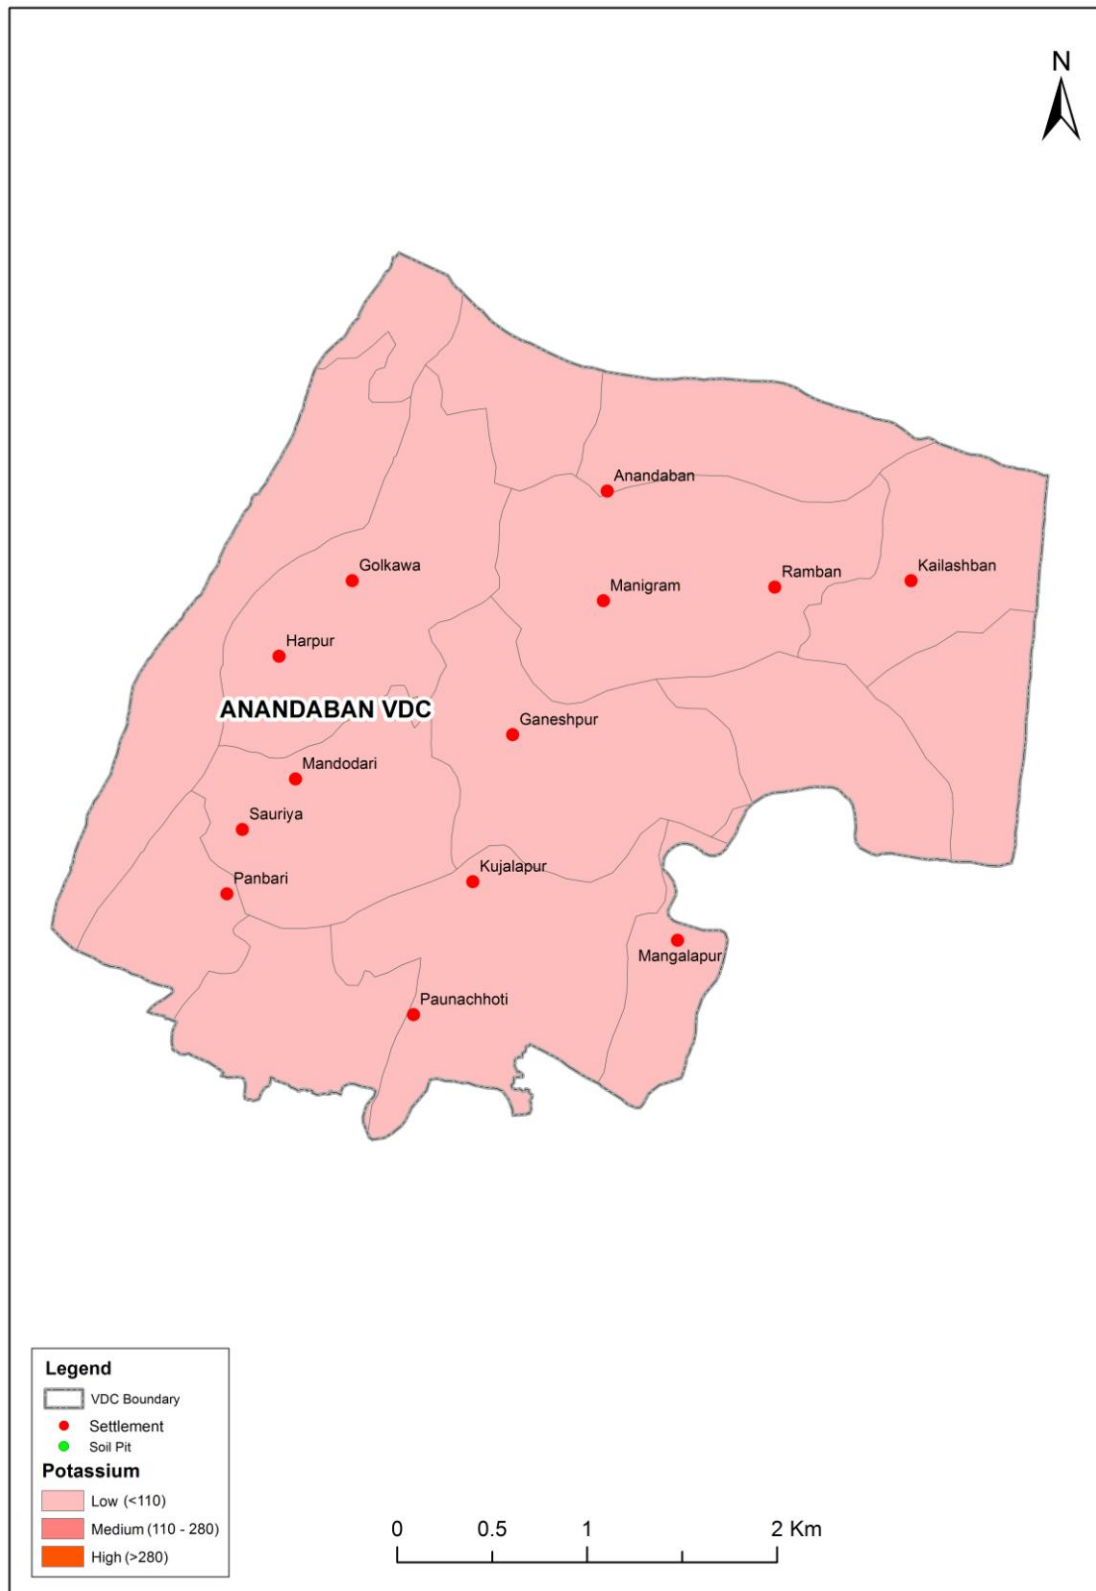 N
Anandaban
Golkawa
Ramban
Kailashban
Manigram
Harpur
ANANDABAN VDC
Ganeshpur
Mandodari
Sauriya
Panbari
Kujalapur
Mangalapur
Paunachhoti
Legend
VDC Boundary
Settlement
Soil Pit
Potassium
Low (<110)
Medium (110 - 280)
High (>280)
0 0.5 1 2 Km